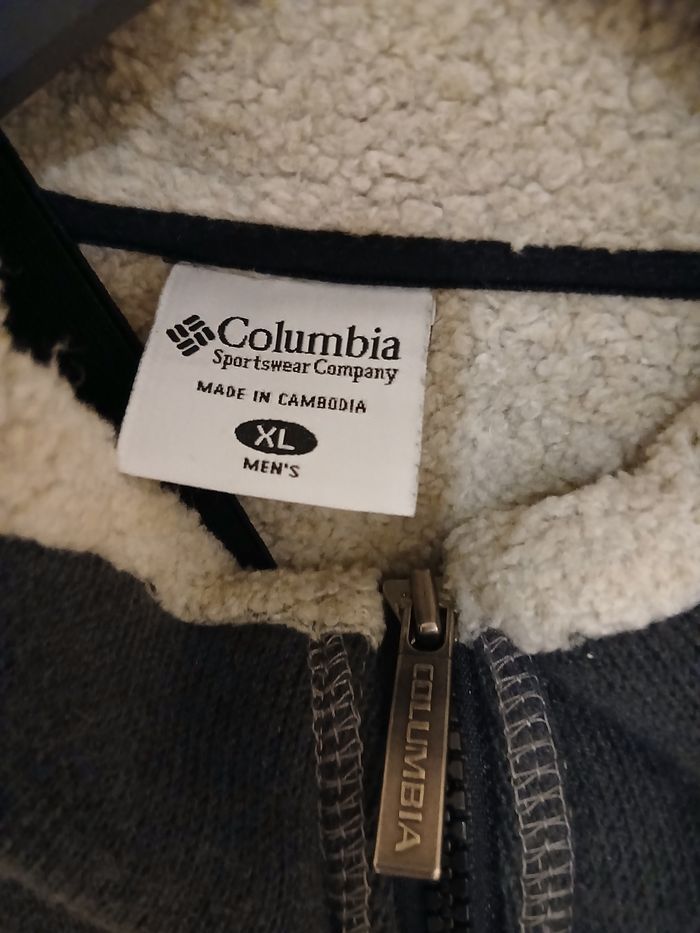 Columbia
Sportswear Company
MADE IN CAMBODIA
XL
MEN'S
COLUMBIA